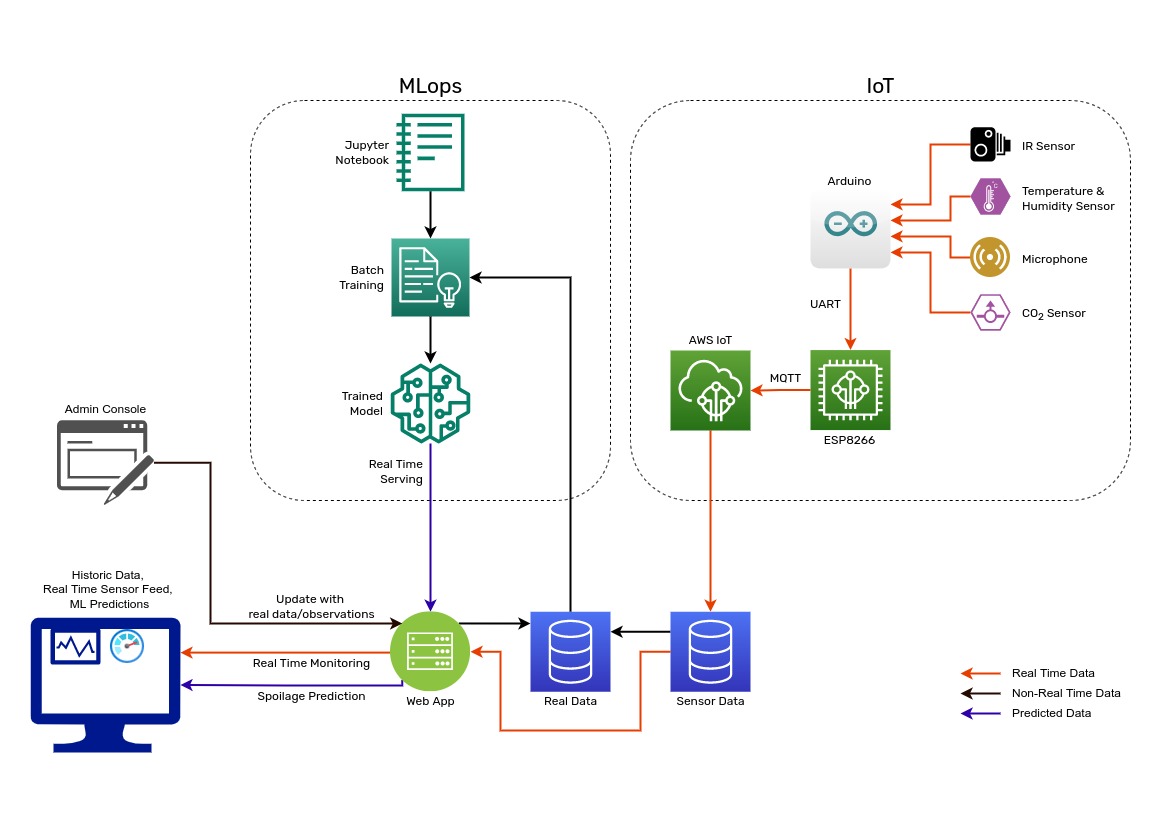 MLops
IoT
Jupyter
Notebook
Batch
Training
Trained
Model
Real Time
Serving
Arduino
IR Sensor
°C
Temperature &
Humidity Sensor
Microphone
CO₂ Sensor
UART
AWS IoT
MQTT
ESP8266
Admin Console
Historic Data,
Real Time Sensor Feed,
ML Predictions
Update with
real data/observations
Real Time Monitoring
Spoilage Prediction
Web App
Real Data
Sensor Data
Real Time Data
Non-Real Time Data
Predicted Data